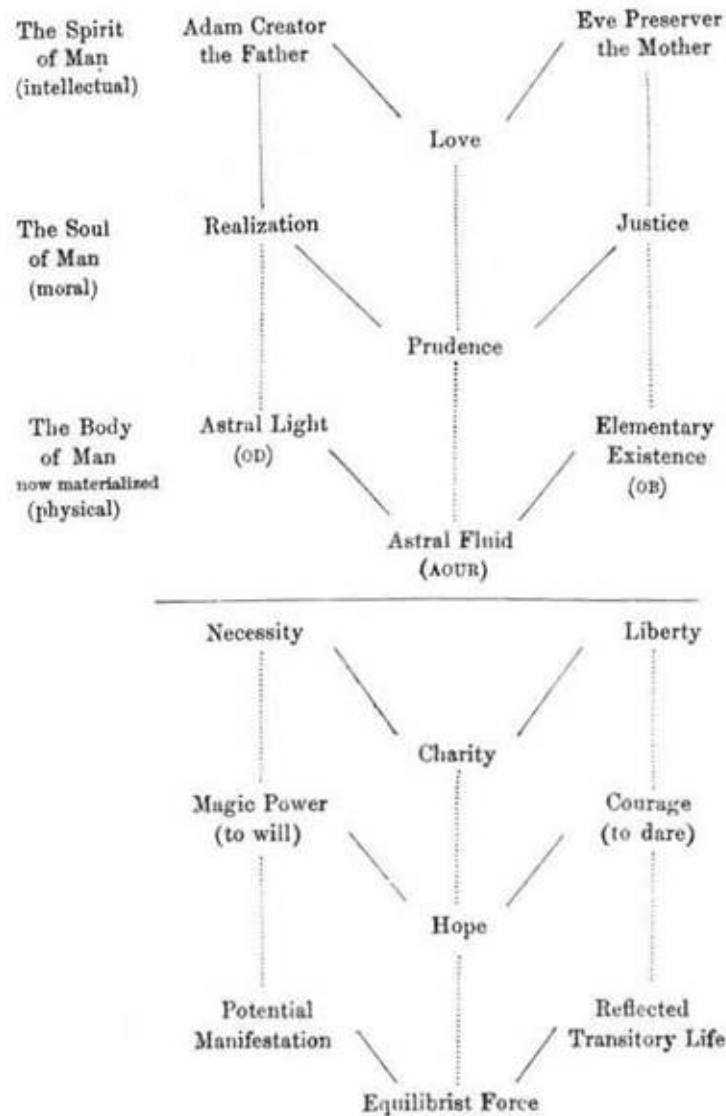 The Spirit
of Man
(intellectual)
Adam Creator
the Father
Eve Preserver
the Mother
Love
The Soul
of Man
(moral)
Realization
Justice
Prudence
The Body
of Man
now materialized
(physical)
Astral Light
(OD)
Elementary
Existence
(OB)
Astral Fluid
(AOUR)
Necessity
Liberty
Charity
Magic Power
(to will)
Courage
(to dare)
Hope
Potential
Manifestation
Reflected
Transitory Life
Equilibrist Force